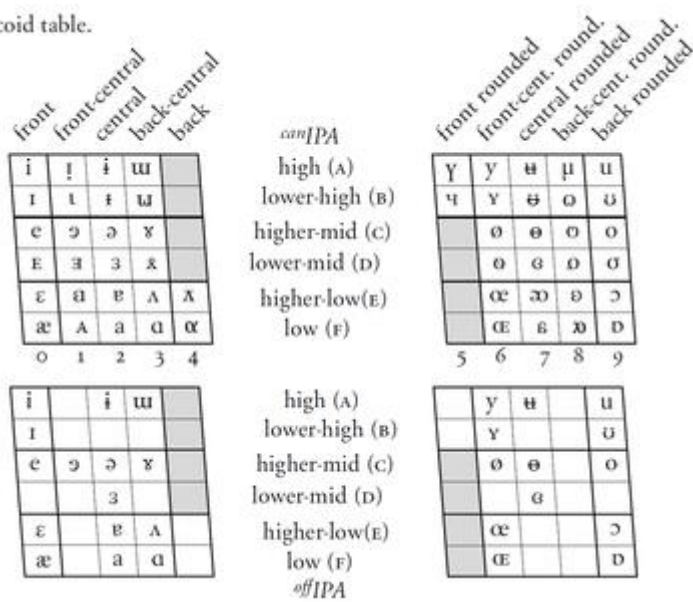 coid table.
front front-central central back-central back
front rounded front-cent. round. central rounded back-cent. round. back rounded
canIPA
i ɨ ɯ high (A) y ʉ µ u
ɪ lower-high (B) ɥ ʏ ʊ
e ɘ ə ɤ higher-mid (C) ø ɵ o
ᴇ ɜ lower-mid (D) ɞ
ɛ ɐ ʌ higher-low(E) œ ɔ
æ ᴀ a ɑ low (F) ɶ ɒ
0 1 2 3 4 5 6 7 8 9
i ɨ ɯ high (A) y ʉ u
ɪ lower-high (B) ʏ ʊ
e ɘ ə ɤ higher-mid (C) ø ɵ o
ɜ lower-mid (D) ɞ
ɛ ɐ ʌ higher-low(E) œ ɔ
æ a ɑ low (F) ɶ ɒ
offIPA